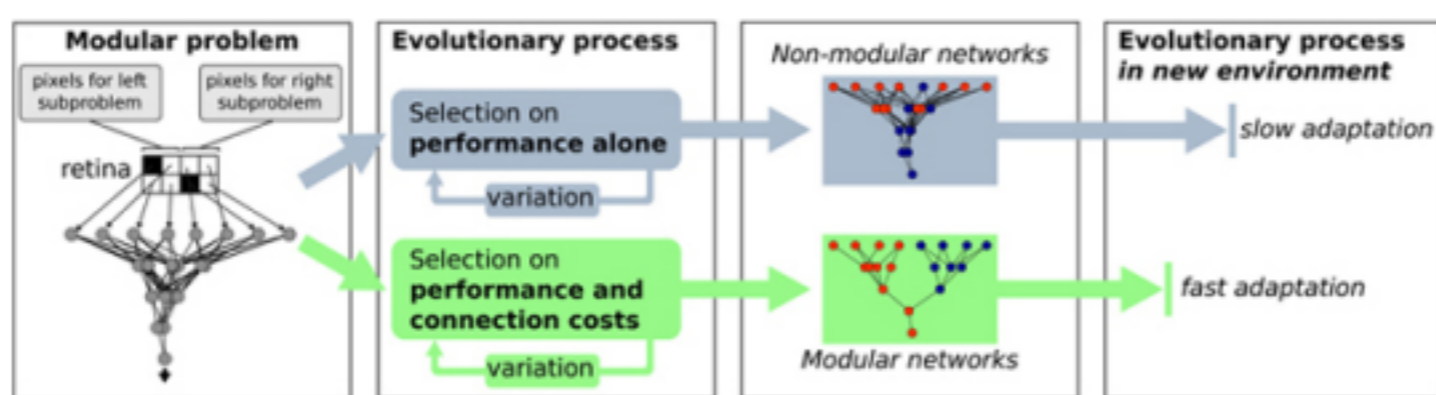 Modular problem
pixels for left
subproblem
pixels for right
subproblem
retina
Evolutionary process
Selection on
performance alone
variation
Selection on
performance and
connection costs
variation
Non-modular networks
Modular networks
Evolutionary process
in new environment
slow adaptation
fast adaptation